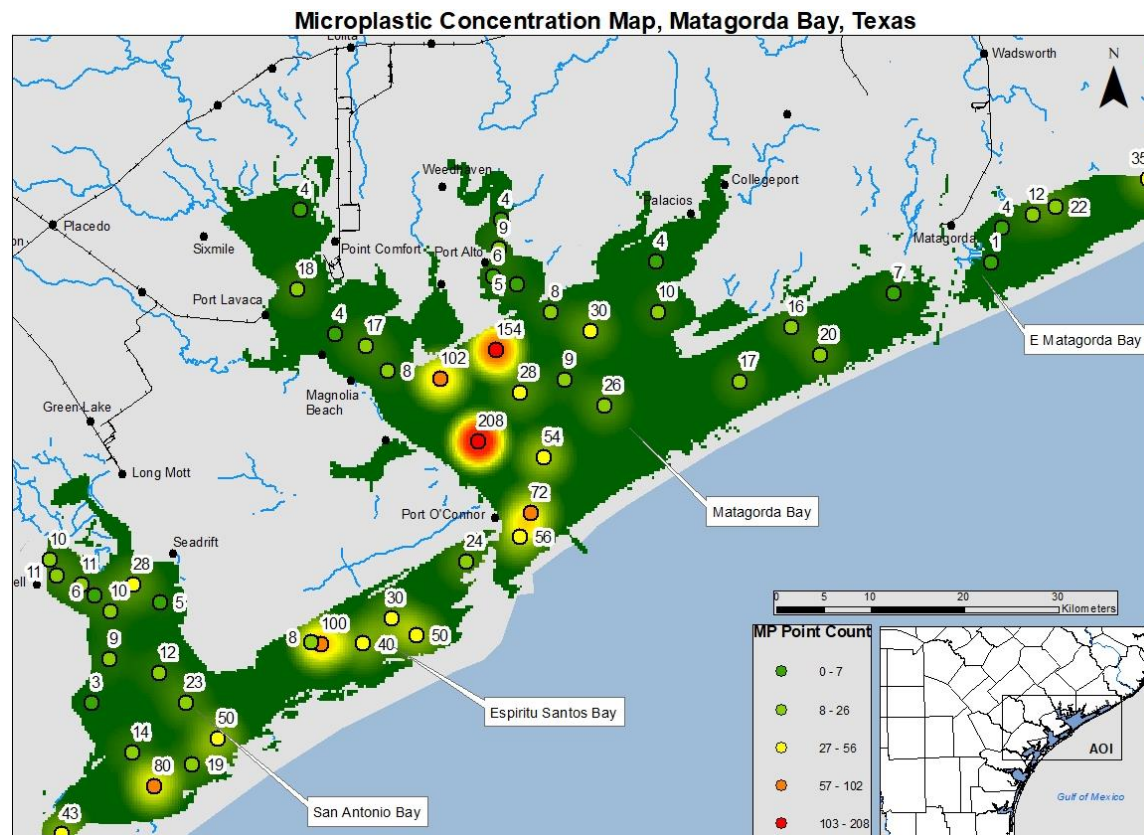 Microplastic Concentration Map, Matagorda Bay, Texas
Lolita
Wadsworth
N
35
Weedhaven
Collegeport
4
4
12
22
Palacios
4
Placedo
9
Matagorda
Sixmile
Point Comfort
Port Alto
6
4
1
18
5
7
Port Lavaca
8
10
4
17
30
16
E Matagorda Bay
154
20
102
9
8
28
17
Magnolia
Beach
26
Green Lake
208
54
Long Mott
72
Matagorda Bay
Port O'Connor
56
10
Seadrift
24
11
11
28
ell
6
10
5
0
5
10
20
30
Kilometers
30
100
8
50
9
40
MP Point Count
12
0 - 7
3
23
Espiritu Santos Bay
8 - 26
50
14
27 - 56
AOI
80
19
57 - 102
Gulf of Mexico
San Antonio Bay
43
103 - 208